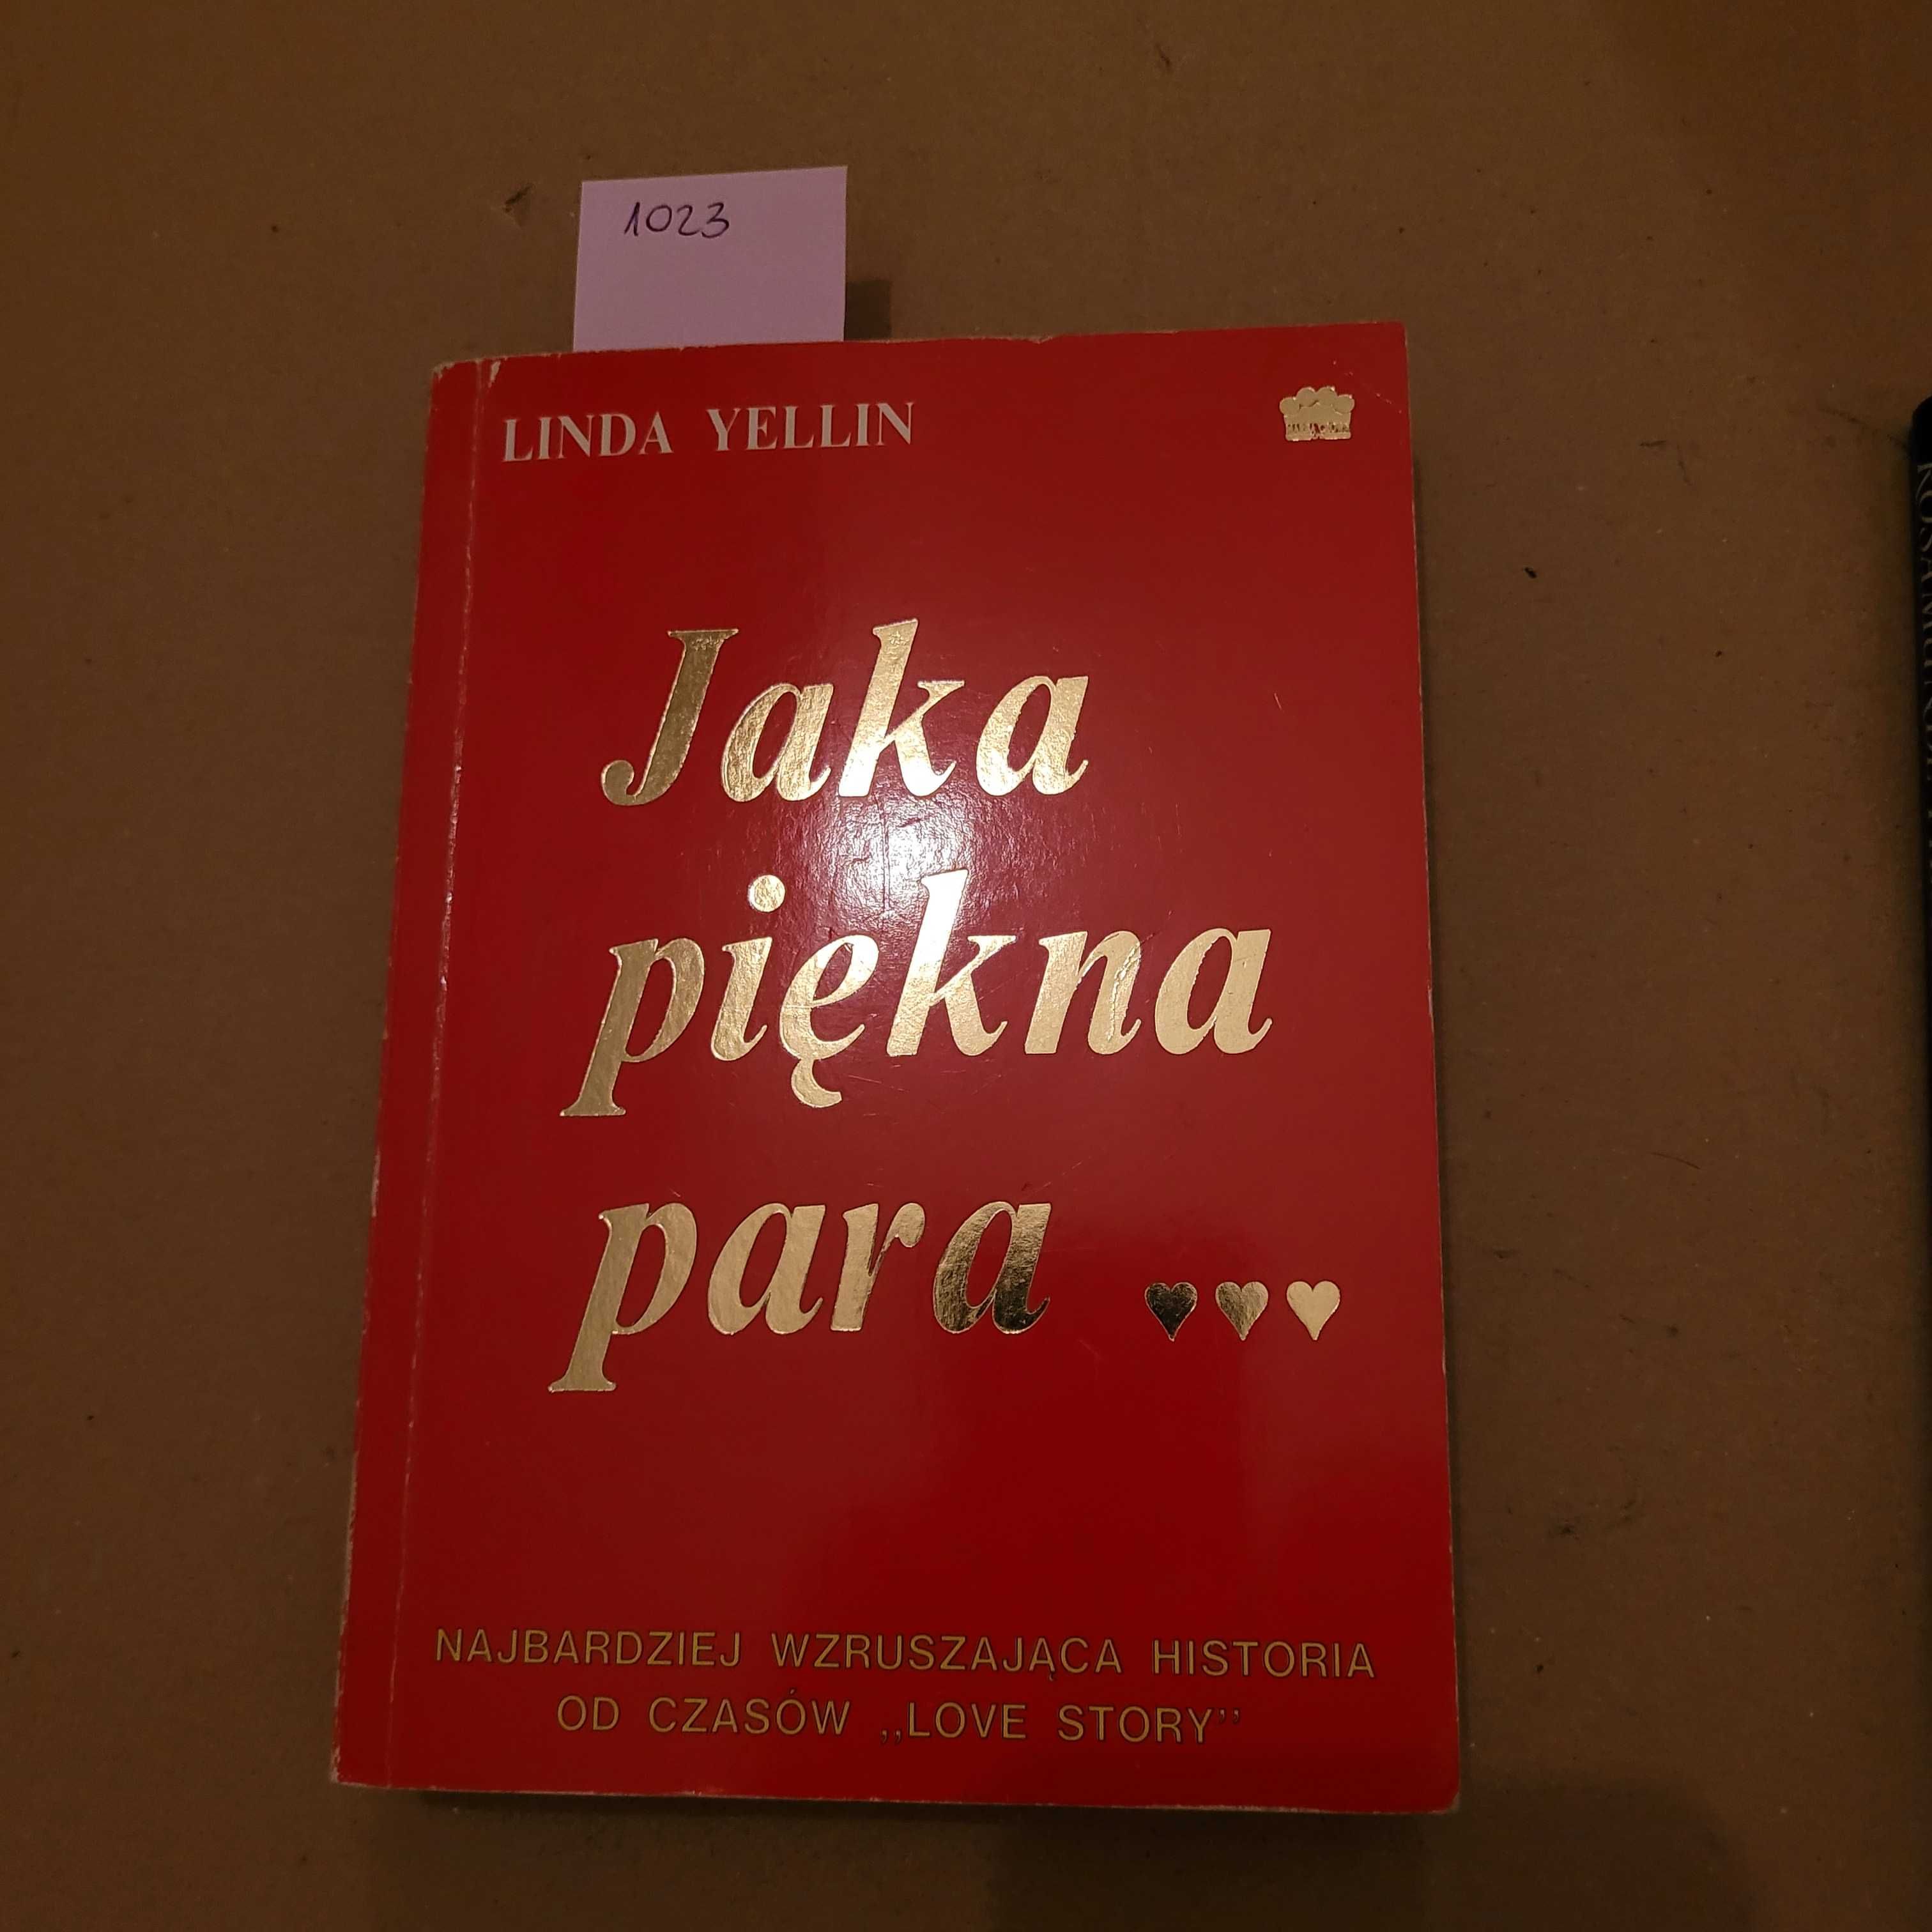 1023
LINDA YELLIN
Jaka
piękna
para ...
NAJBARDZIEJ WZRUSZAJĄCA HISTORIA
OD CZASÓW „LOVE STORY”